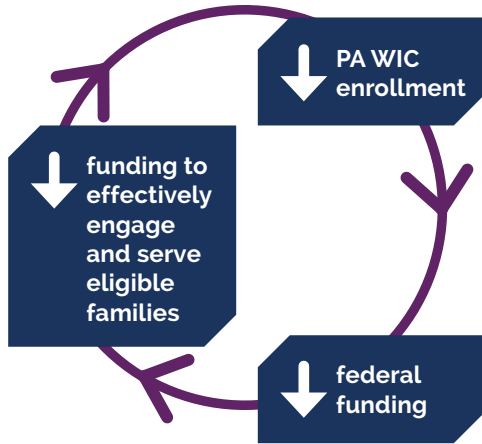 PA WIC
enrollment
funding to
effectively
engage
and serve
eligible
families
federal
funding